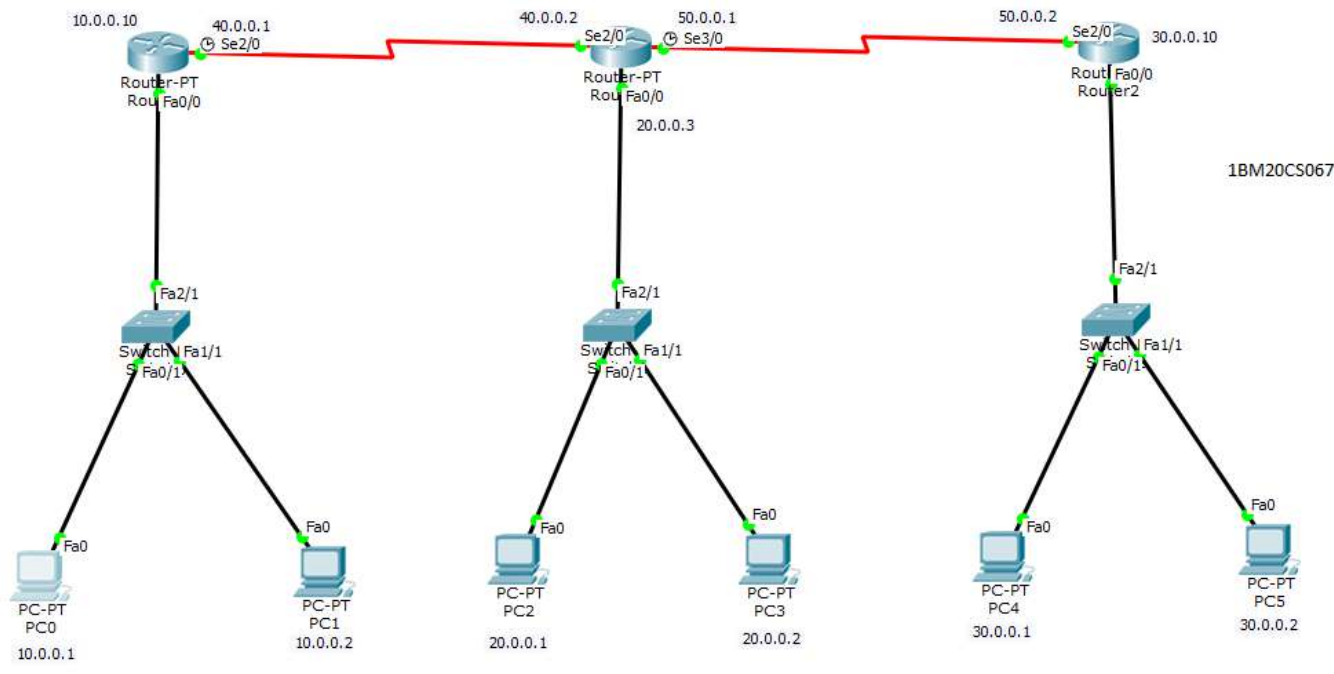 10.0.0.10
40.0.0.1
Se2/0
Router-PT
Fa0/0
40.0.0.2
50.0.0.1
Se2/0
Se3/0
Router-PT
Fa0/0
20.0.0.3
50.0.0.2
Se2/0
30.0.0.10
Fa0/0
Router2
1BM20CS067
Fa2/1
Switch
Fa1/1
Fa0/1
Fa2/1
Switch
Fa1/1
Fa0/1
Fa2/1
Switch
Fa1/1
Fa0/1
Fa0
PC-PT
PC0
10.0.0.1
Fa0
PC-PT
PC1
10.0.0.2
Fa0
PC-PT
PC2
20.0.0.1
Fa0
PC-PT
PC3
20.0.0.2
Fa0
PC-PT
PC4
30.0.0.1
Fa0
PC-PT
PC5
30.0.0.2